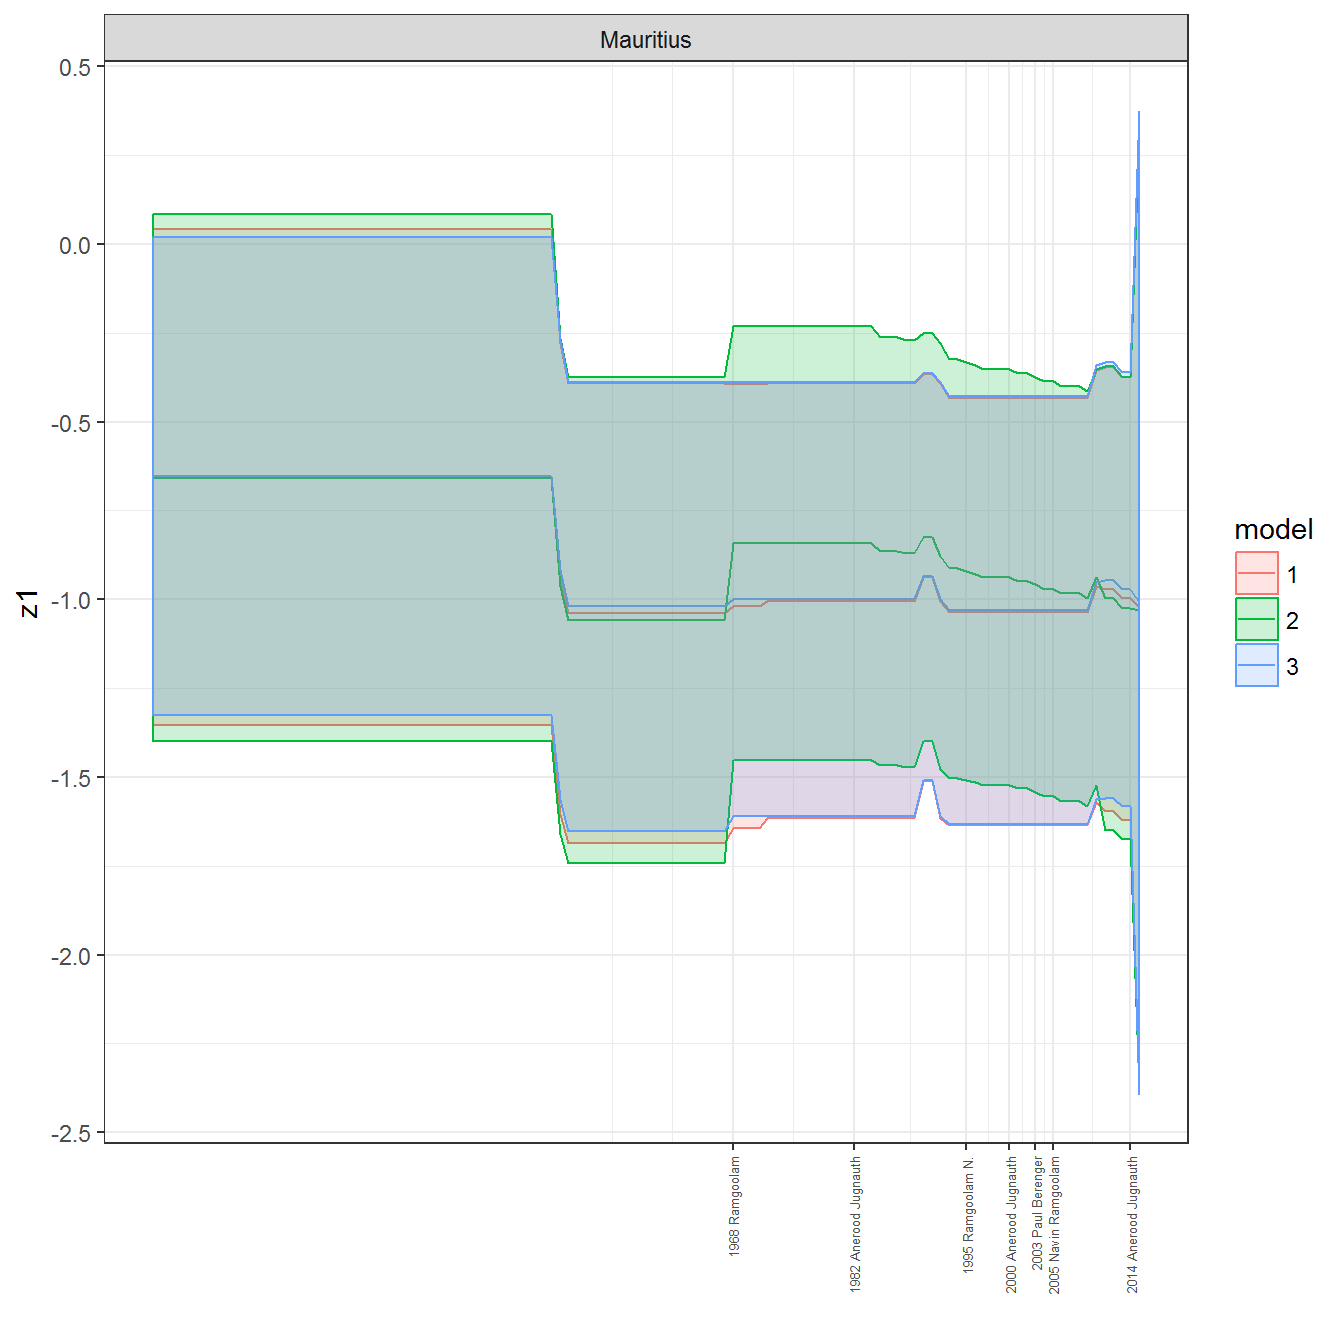 Mauritius
0.5
0.0
-0.5
-1.0
-1.5
-2.0
-2.5
z1
model
1
2
3
1968 Ramgoolam
1982 Anerood Jugnauth
1995 Ramgoolam N.
2000 Anerood Jugnauth
2003 Paul Berenger
2005 Navin Ramgoolam
2014 Anerood Jugnauth